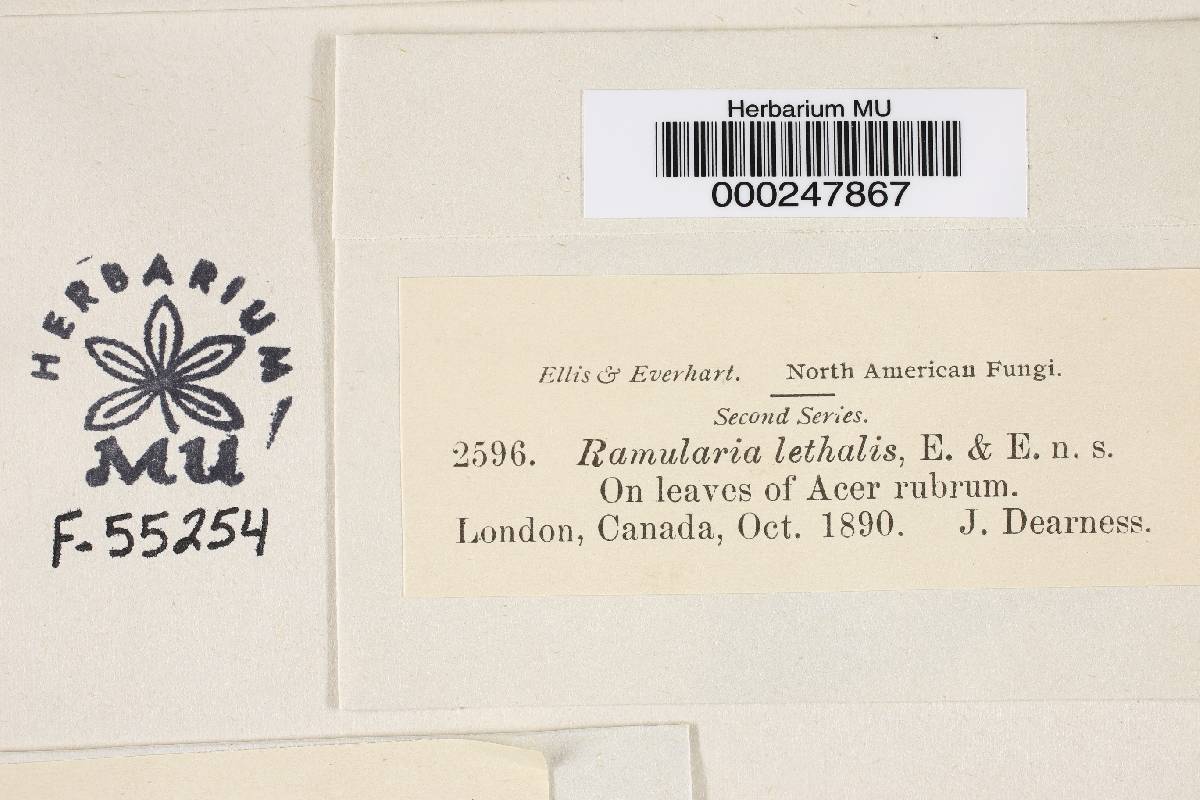 Herbarium MU
000247867
HERBARIUM
MU
F-55254
Ellis & Everhart. North American Fungi.
Second Series.
2596. Ramularia lethalis, E. & E. n. s.
On leaves of Acer rubrum.
London, Canada, Oct. 1890. J. Dearness.